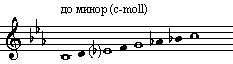 до минор (c-moll)